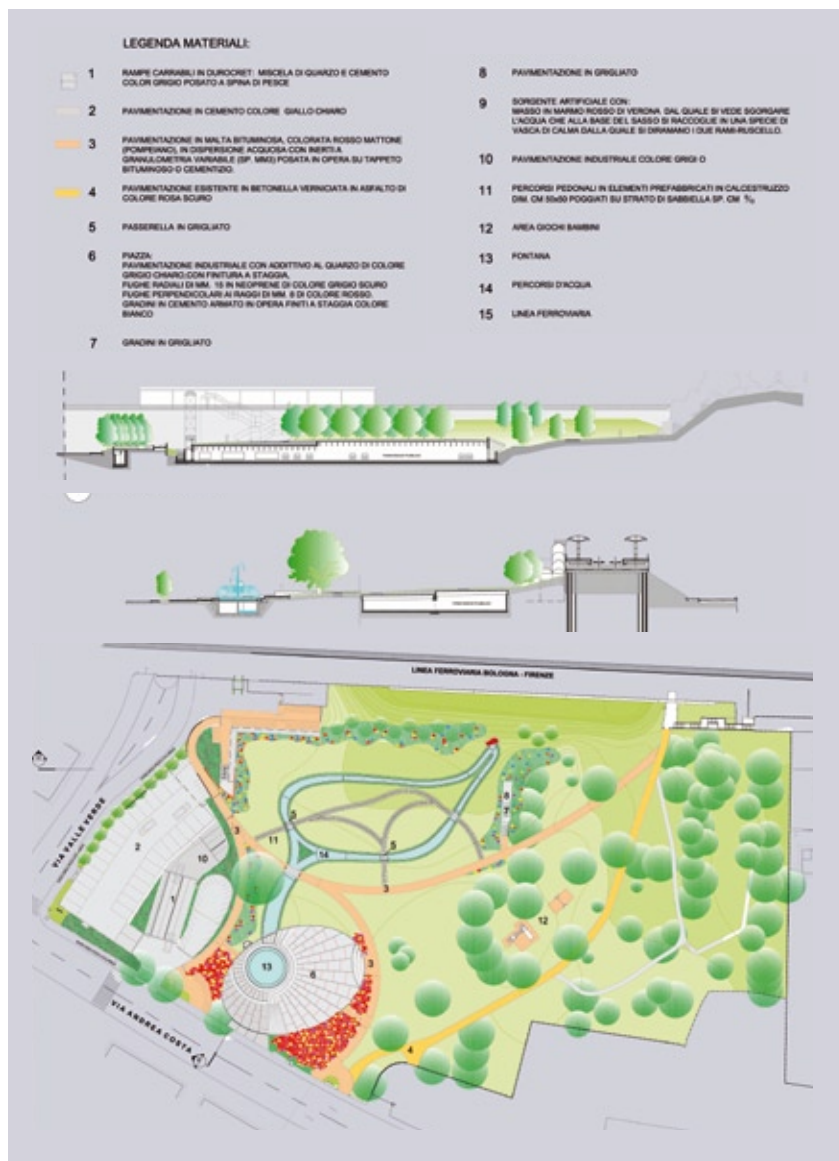 LEGENDA MATERIALI:
1 RAMPE CARRABILI IN DUROCRET: MISCELA DI QUARZO E CEMENTO
COLOR GRIGIO POSATO A SPINA DI PESCE
2 PAVIMENTAZIONE IN CEMENTO COLORE GIALLO CHIARO
3 PAVIMENTAZIONE IN MALTA BITUMINOSA, COLORATA ROSSO MATTONE
(POMPEIANO), IN DISPERSIONE ACQUOSA CON INERTI A
GRANULOMETRIA VARIABILE (SP. MM3) POSATA IN OPERA SU TAPPETO
BITUMINOSO O CEMENTIZIO.
4 PAVIMENTAZIONE ESISTENTE IN BETONELLA VERNICIATA IN ASFALTO DI
COLORE ROSA SCURO
5 PASSERELLA IN GRIGLIATO
6 PIAZZA:
PAVIMENTAZIONE INDUSTRIALE CON ADDITTIVO AL QUARZO DI COLORE
GRIGIO CHIARO;CON FINITURA A STAGGIA,
FUGHE RADIALI DI MM. 15 IN NEOPRENE DI COLORE GRIGIO SCURO
FUGHE PERPENDICOLARI AI RAGGI DI MM. 8 DI COLORE ROSSO.
GRADINI IN CEMENTO ARMATO IN OPERA FINITI A STAGGIA COLORE
BIANCO
7 GRADINI IN GRIGLIATO
8 PAVIMENTAZIONE IN GRIGLIATO
9 SORGENTE ARTIFICIALE CON:
MASSO IN MARMO ROSSO DI VERONA DAL QUALE SI VEDE SGORGARE
L'ACQUA CHE ALLA BASE DEL SASSO SI RACCOGLIE IN UNA SPECIE DI
VASCA DI CALMA DALLA QUALE SI DIRAMANO I DUE RAMI-RUSCELLO.
10 PAVIMENTAZIONE INDUSTRIALE COLORE GRIGI O
11 PERCORSI PEDONALI IN ELEMENTI PREFABBRICATI IN CALCESTRUZZO
DIM. CM 50x50 POGGIATI SU STRATO DI SABBIELLA SP. CM
12 AREA GIOCHI BAMBINI
13 FONTANA
14 PERCORSI D'ACQUA
15 LINEA FERROVIARIA
LINEA FERROVIARIA BOLOGNA - FIRENZE
VIA VALLE VERDE
VIA ANDREA COSTA
2
10
1
3
11
5
14
5
3
8
7
12
13
6
3
4